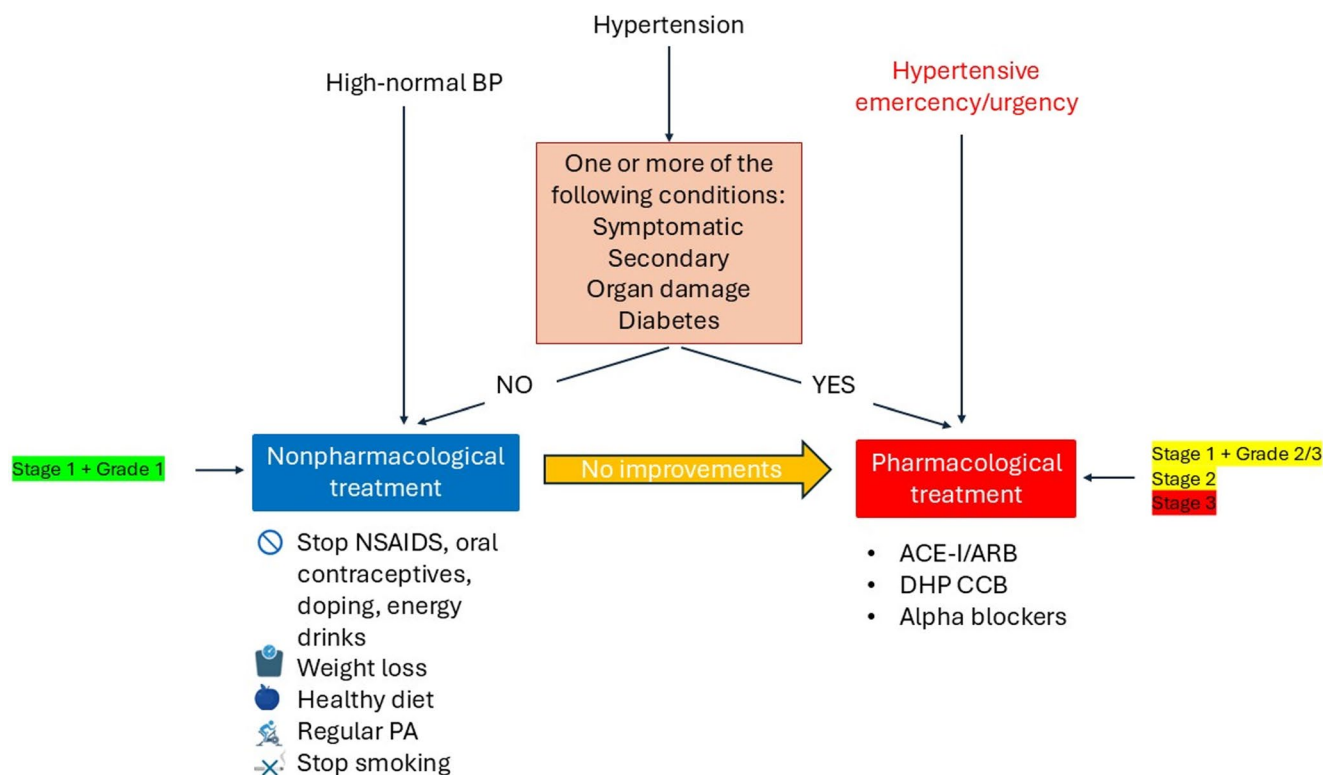 Hypertension
High-normal BP
Hypertensive
emercency/urgency
One or more of the
following conditions:
Symptomatic
Secondary
Organ damage
Diabetes
NO
YES
Stage 1 + Grade 1
Nonpharmacological
treatment
No improvements
Pharmacological
treatment
Stage 1 + Grade 2/3
Stage 2
Stage 3
Stop NSAIDS, oral
contraceptives,
doping, energy
drinks
Weight loss
Healthy diet
Regular PA
Stop smoking
• ACE-I/ARB
• DHP CCB
• Alpha blockers